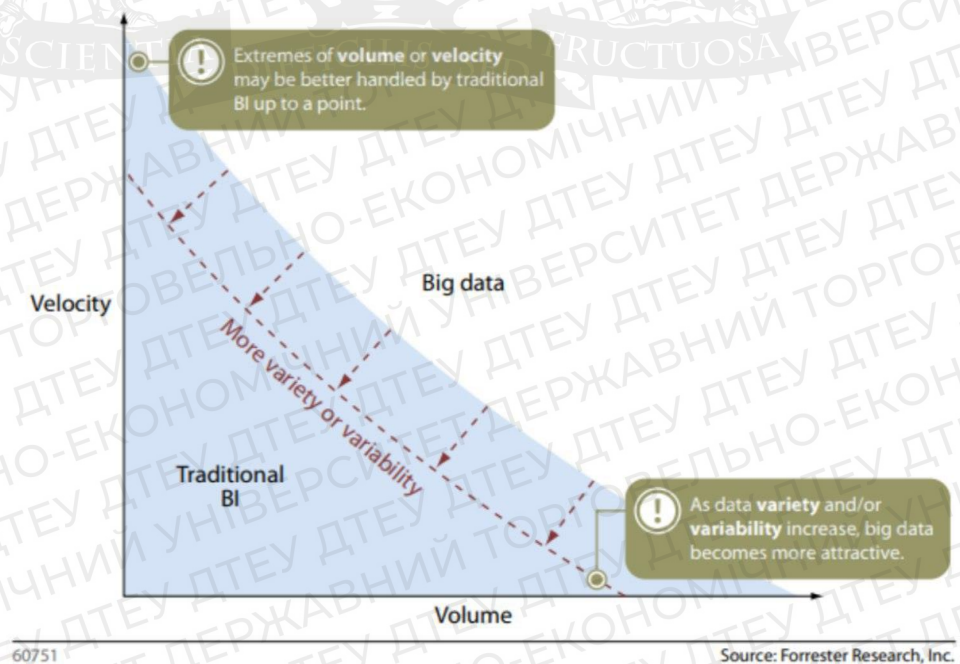 Extremes of volume or velocity
may be better handled by traditional
BI up to a point.
Big data
Velocity
More variety or variability
Traditional
BI
As data variety and/or
variability increase, big data
becomes more attractive.
Volume
60751
Source: Forrester Research, Inc.